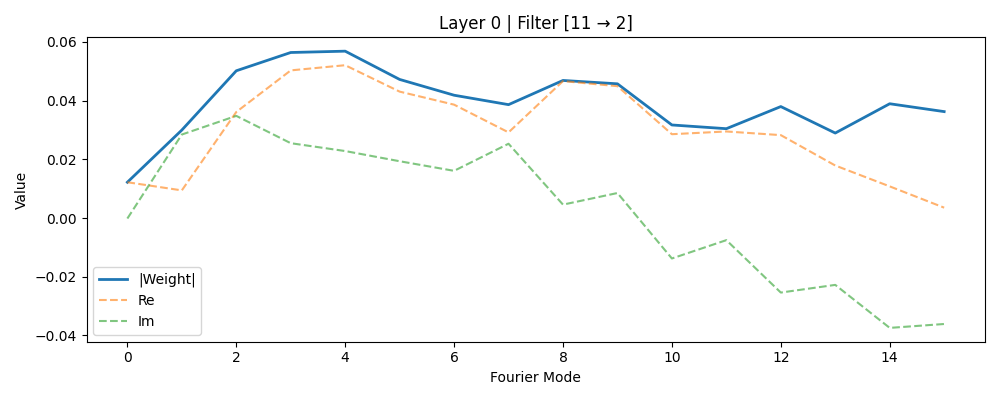 Layer 0 | Filter [11 → 2]
0.06
0.04
0.02
0.00
−0.02
−0.04
Value
|Weight|
Re
Im
0 2 4 6 8 10 12 14
Fourier Mode